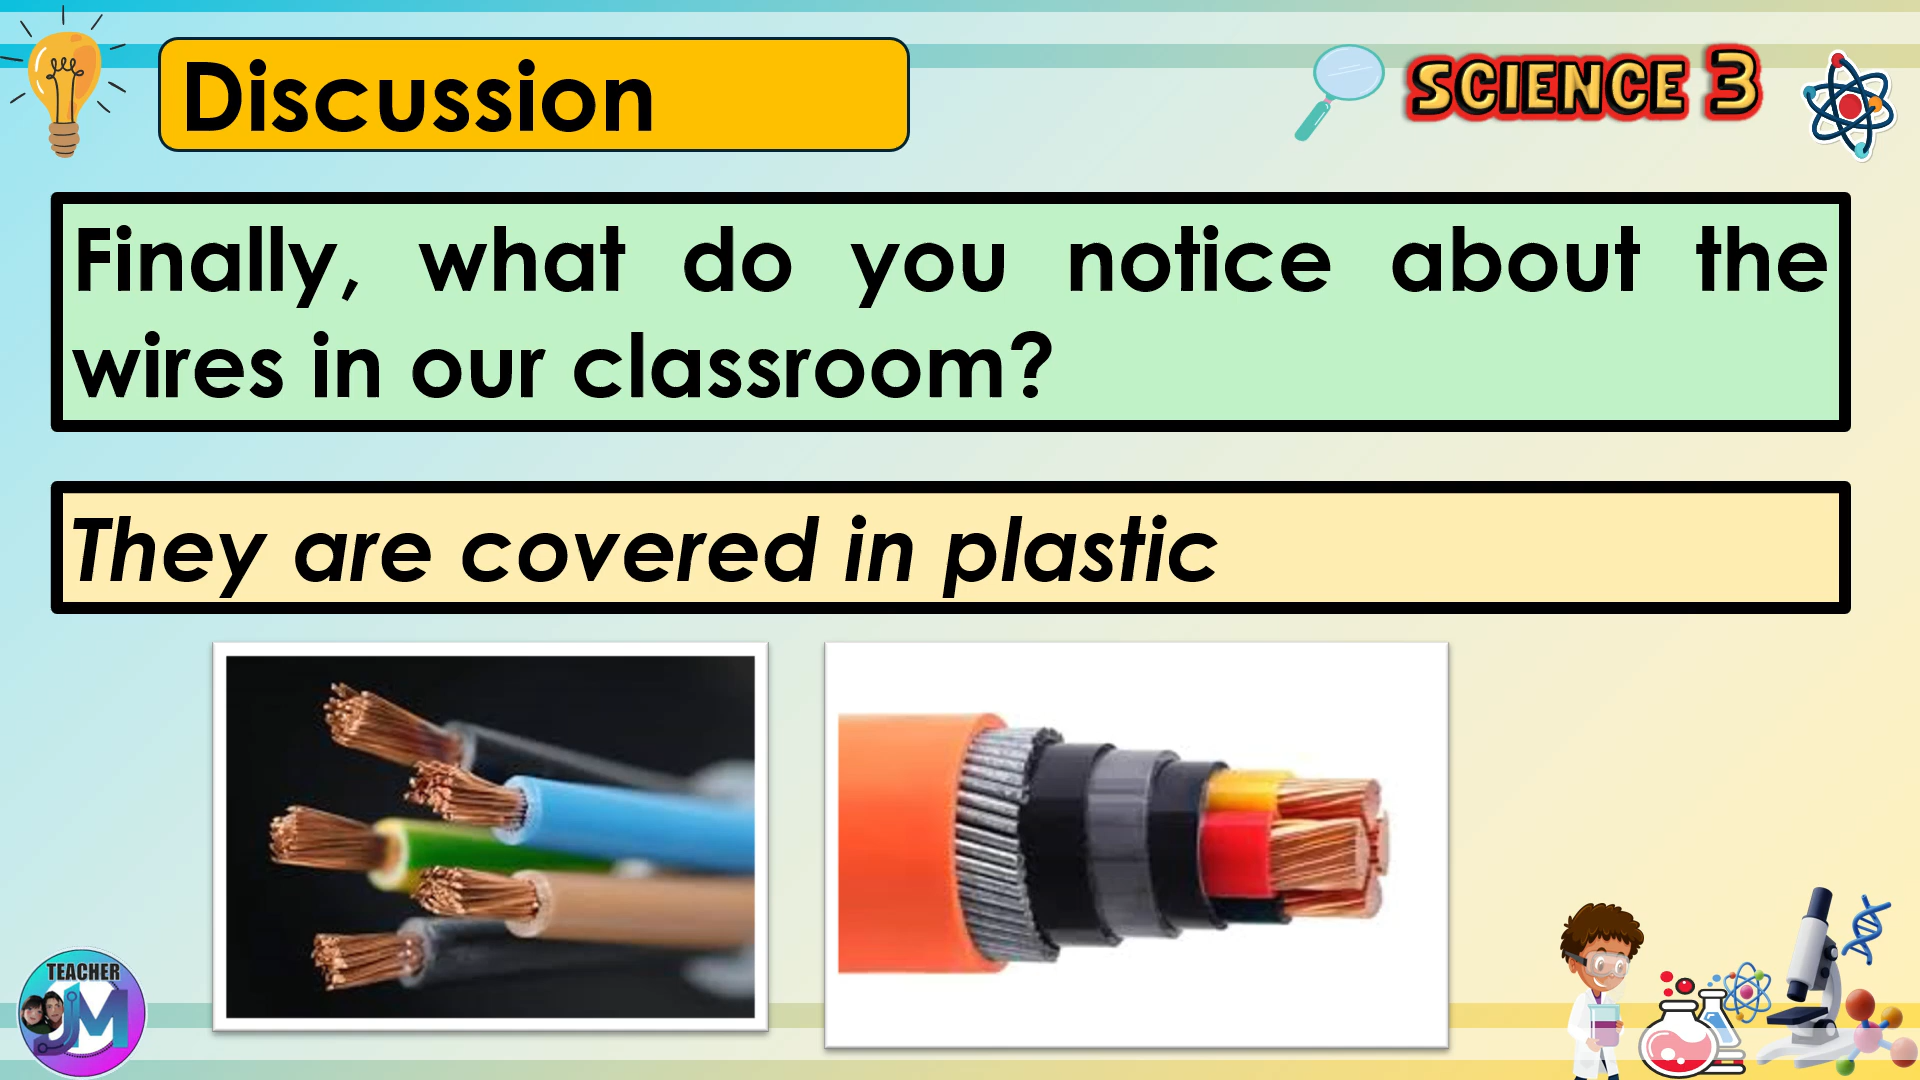 Discussion
SCIENCE 3
Finally, what do you notice about the
wires in our classroom?
They are covered in plastic
TEACHER
JM